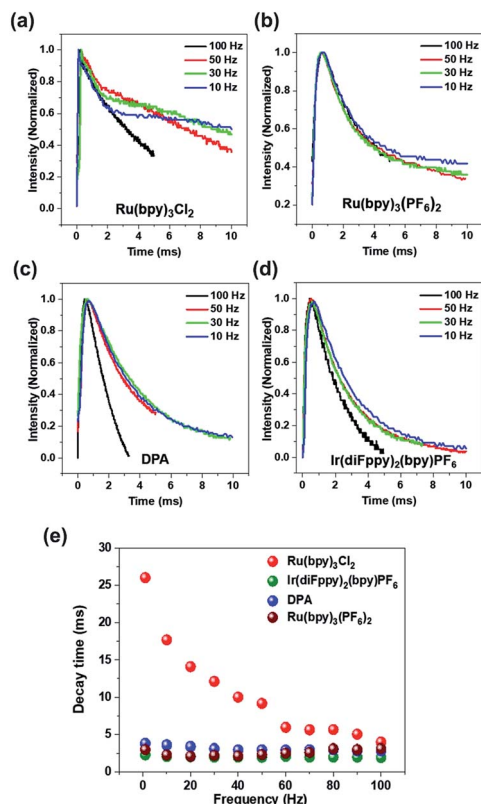 (a)
Intensity (Normalized)
1.0
0.8
0.6
0.4
0.2
0.0
100 Hz
50 Hz
30 Hz
10 Hz
Ru(bpy)₃Cl₂
0 2 4 6 8 10
Time (ms)
(b)
Intensity (Normalized)
1.0
0.8
0.6
0.4
0.2
100 Hz
50 Hz
30 Hz
10 Hz
Ru(bpy)₃(PF₆)₂
0 2 4 6 8 10
Time (ms)
(c)
Intensity (Normalized)
1.0
0.8
0.6
0.4
0.2
0.0
100 Hz
50 Hz
30 Hz
10 Hz
DPA
0 2 4 6 8 10
Time (ms)
(d)
Intensity (Normalized)
1.0
0.8
0.6
0.4
0.2
0.0
100 Hz
50 Hz
30 Hz
10 Hz
Ir(diFppy)₂(bpy)PF₆
0 2 4 6 8 10
Time (ms)
(e)
Decay time (ms)
30
25
20
15
10
5
0
Ru(bpy)₃Cl₂
Ir(diFppy)₂(bpy)PF₆
DPA
Ru(bpy)₃(PF₆)₂
0 20 40 60 80 100
Frequency (Hz)